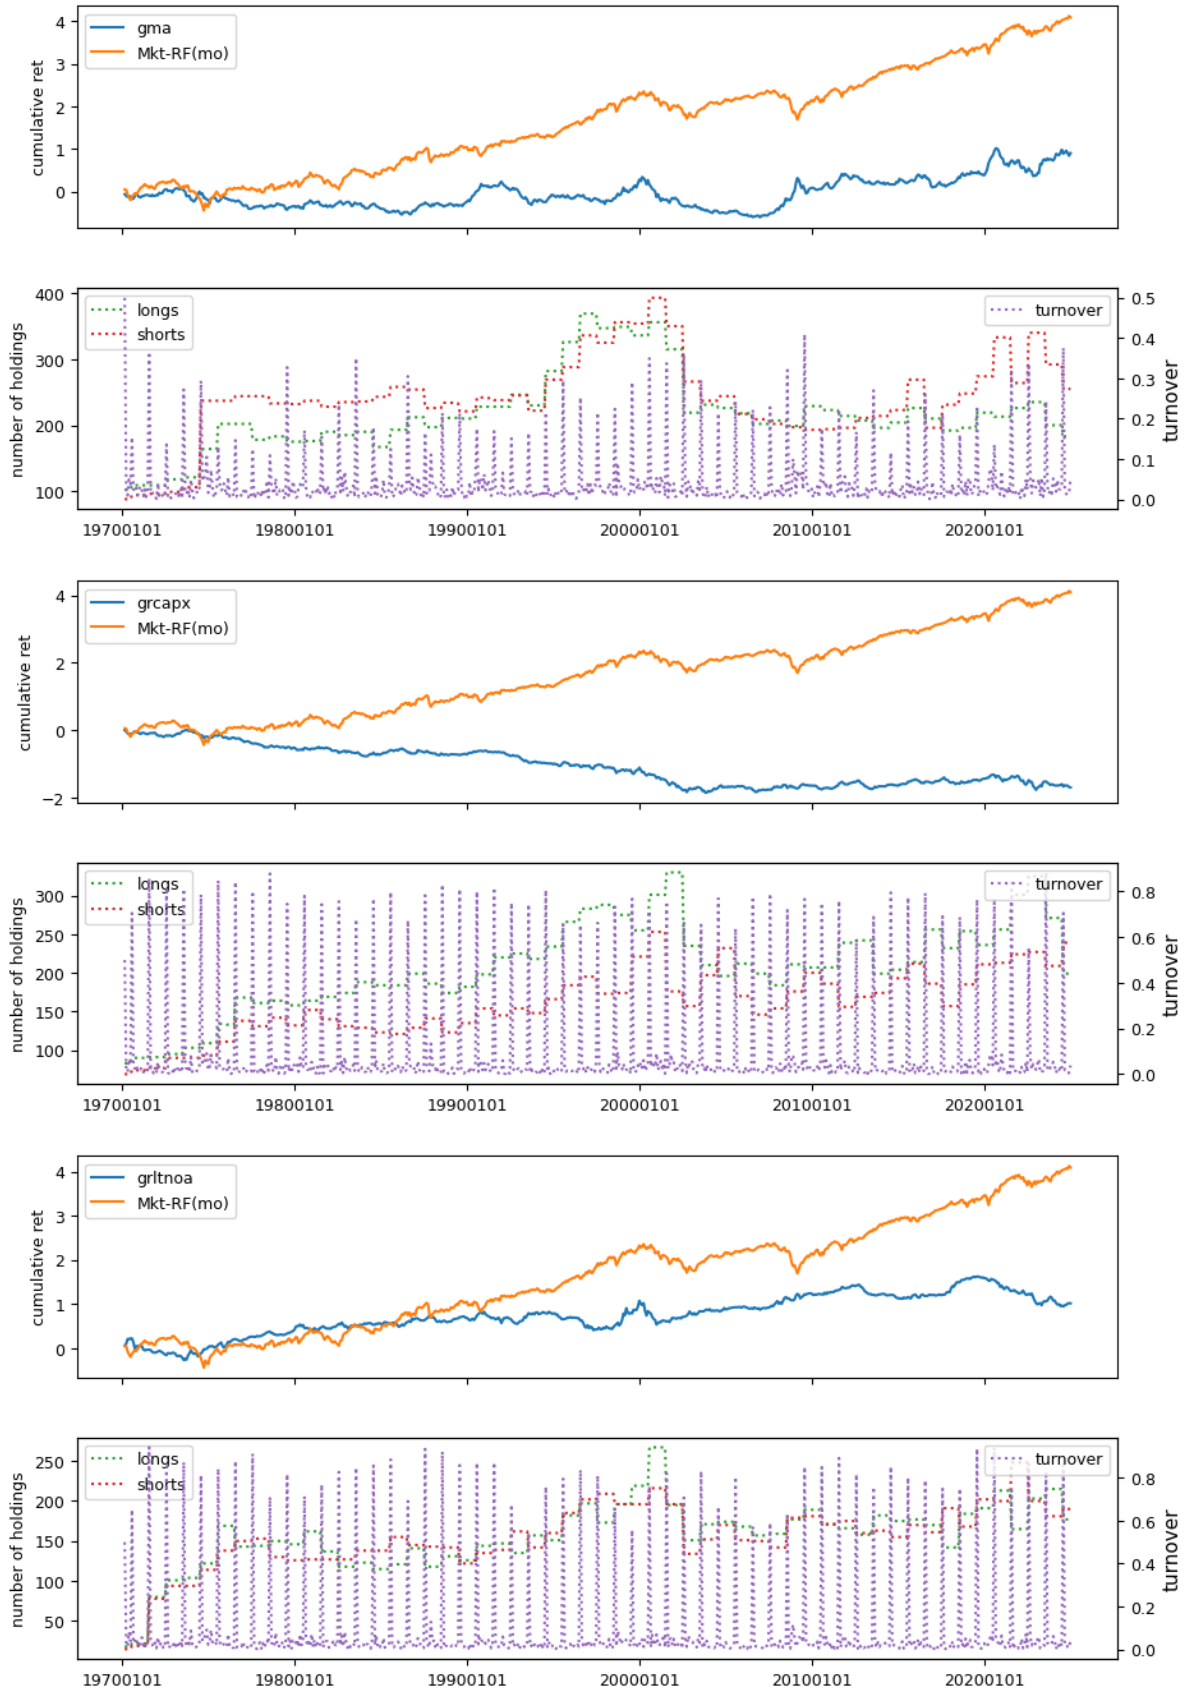 gma
Mkt-RF(mo)
cumulative ret
4
3
2
1
0
longs
shorts
turnover
number of holdings
400
300
200
100
0.5
0.4
0.3
0.2
0.1
0.0
turnover
19700101 19800101 19900101 20000101 20100101 20200101
grcapx
Mkt-RF(mo)
cumulative ret
4
2
0
−2
longs
shorts
turnover
number of holdings
300
250
200
150
100
0.8
0.6
0.4
0.2
0.0
turnover
19700101 19800101 19900101 20000101 20100101 20200101
grltnoa
Mkt-RF(mo)
cumulative ret
4
3
2
1
0
longs
shorts
turnover
number of holdings
250
200
150
100
50
0.8
0.6
0.4
0.2
0.0
turnover
19700101 19800101 19900101 20000101 20100101 20200101